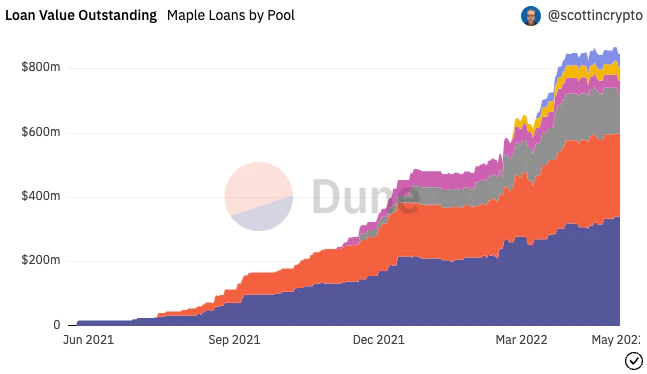 Loan Value Outstanding Maple Loans by Pool
@scottincrypto
$800m
$600m
$400m
$200m
0
Dune
Jun 2021
Sep 2021
Dec 2021
Mar 2022
May 202